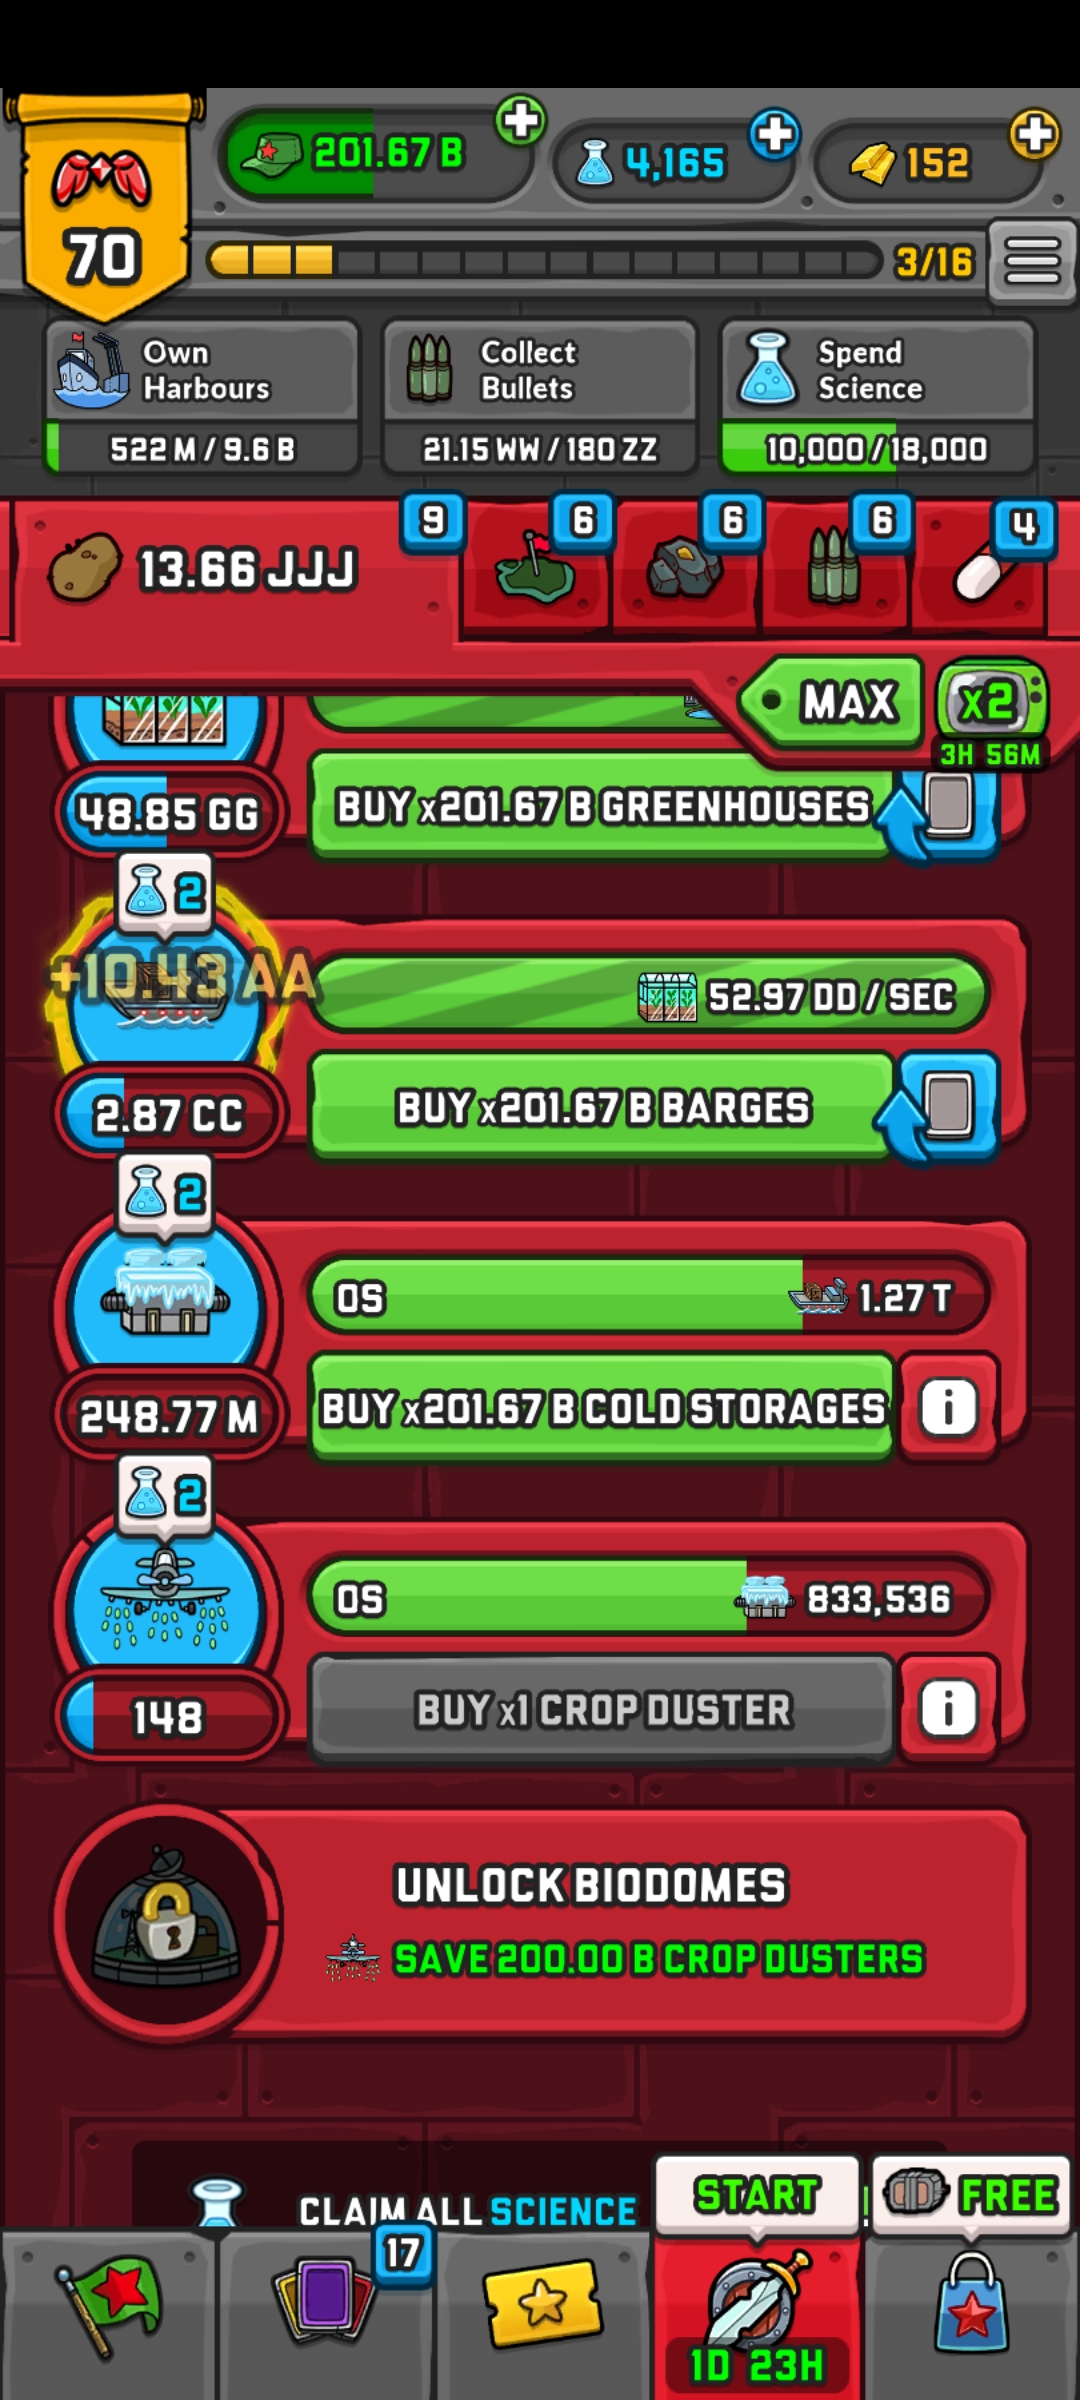 201.67 B
4,165
152
70
3/16
Own
Harbours
522 M / 9.6 B
Collect
Bullets
21.15 WW / 180 ZZ
Spend
Science
10,000 / 18,000
13.66 JJJ
9
6
6
6
4
MAX
x2
3H 56M
48.85 GG
BUY x201.67 B GREENHOUSES
2
+10.43 AA
52.97 DD / SEC
2.87 CC
BUY x201.67 B BARGES
2
0S
1.27 T
248.77 M
BUY x201.67 B COLD STORAGES
i
2
0S
833,536
148
BUY x1 CROP DUSTER
i
UNLOCK BIODOMES
SAVE 200.00 B CROP DUSTERS
CLAIM ALL SCIENCE
START
FREE
17
1D 23H